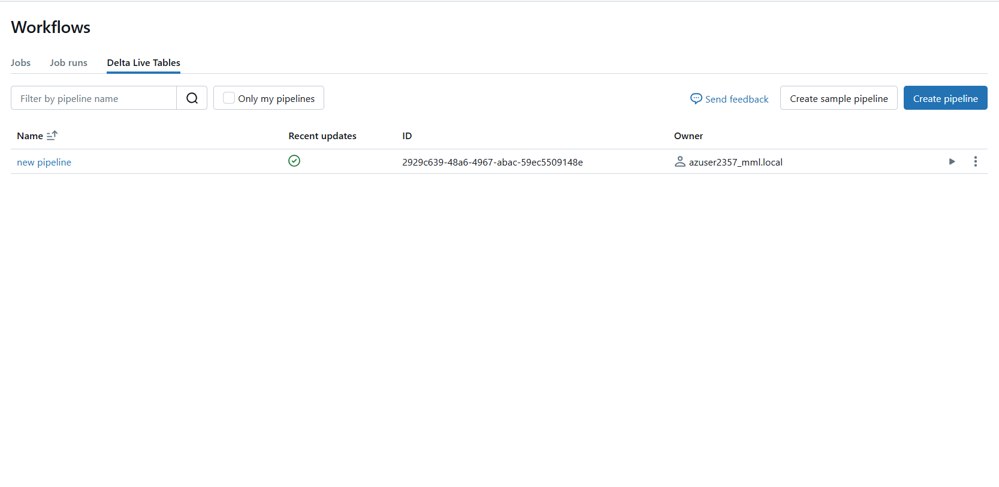 Workflows
Jobs Job runs Delta Live Tables
Filter by pipeline name Only my pipelines Send feedback Create sample pipeline Create pipeline
Name Recent updates ID Owner
new pipeline 2929c639-48a6-4967-abac-59ec5509148e azuser2357_mml.local